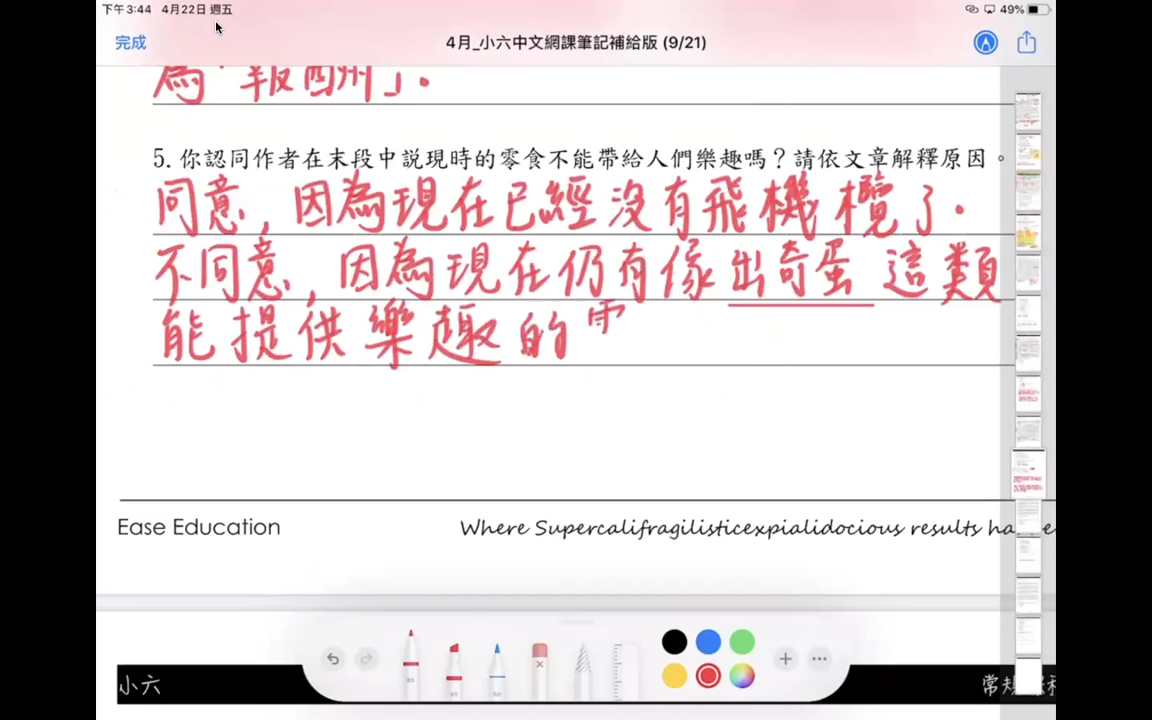 下午3:44 4月22日 週五
49%
完成
4月_小六中文網課筆記補給版 (9/21)
為「報酬」.
5. 你認同作者在末段中說現時的零食不能帶給人們樂趣嗎？請依文章解釋原因。
同意, 因為現在已經沒有飛機欖了.
不同意, 因為現在仍有像出奇蛋這類
能提供樂趣的
Ease Education
Where Supercalifragilisticexpialidocious results
小六